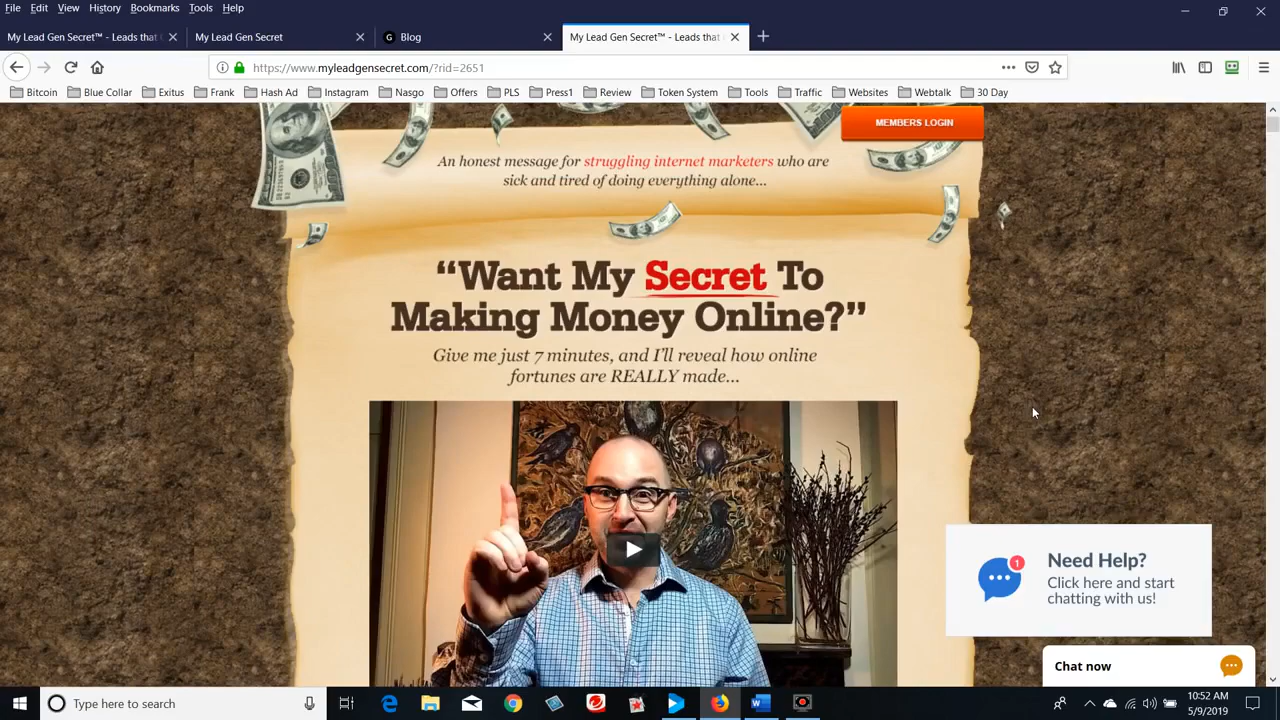 File Edit View History Bookmarks Tools Help
My Lead Gen Secret™ - Leads that
My Lead Gen Secret
Blog
My Lead Gen Secret™ - Leads that
https://www.myleadgensecret.com/?rid=2651
Bitcoin Blue Collar Exitus Frank Hash Ad Instagram Nasgo Offers PLS Press1 Review Token System Tools Traffic Websites Webtalk 30 Day
MEMBERS LOGIN
An honest message for struggling internet marketers who are
sick and tired of doing everything alone...
“Want My Secret To
Making Money Online?”
Give me just 7 minutes, and I'll reveal how online
fortunes are REALLY made...
1
Need Help?
Click here and start
chatting with us!
Chat now
Type here to search
10:52 AM
5/9/2019